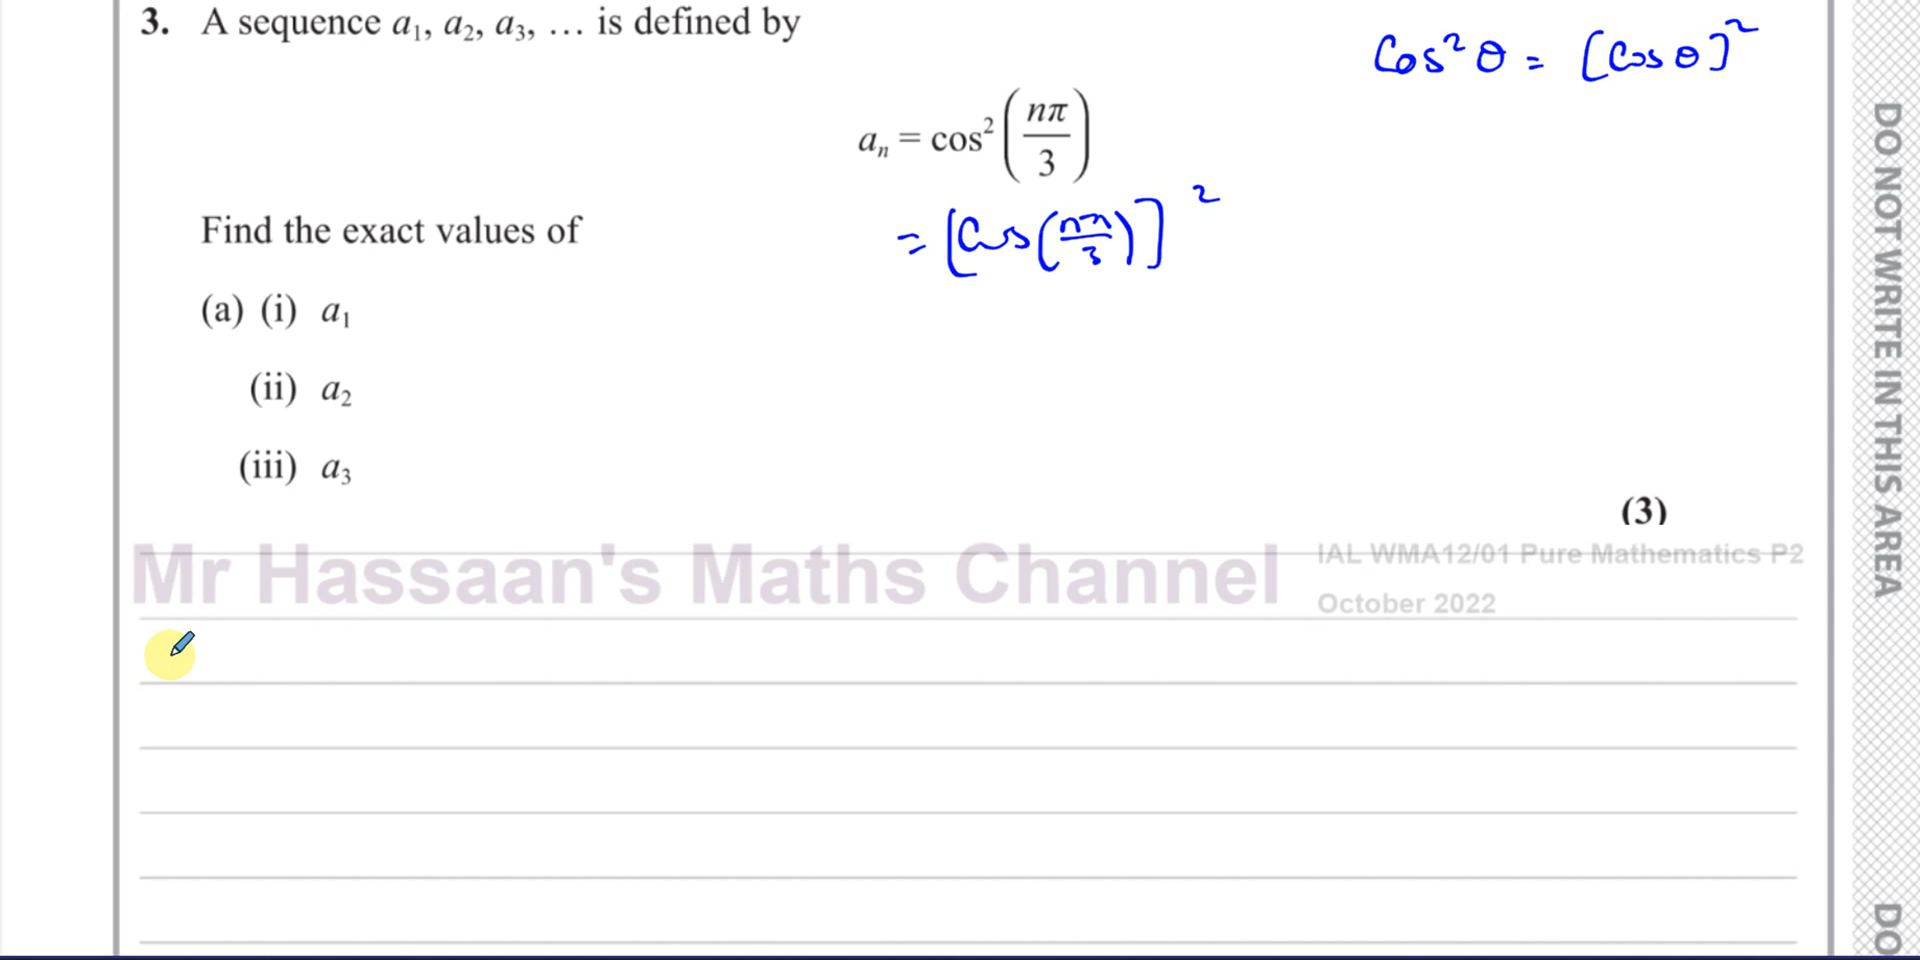 3. A sequence a₁, a₂, a₃, … is defined by
Cos² θ = [Cos θ]²
aₙ = cos² (nπ/3)
= [Cos(nπ/3)]²
Find the exact values of
(a) (i) a₁
(ii) a₂
(iii) a₃
(3)
Mr Hassaan's Maths Channel
IAL WMA12/01 Pure Mathematics P2
October 2022
DO NOT WRITE IN THIS AREA
DO